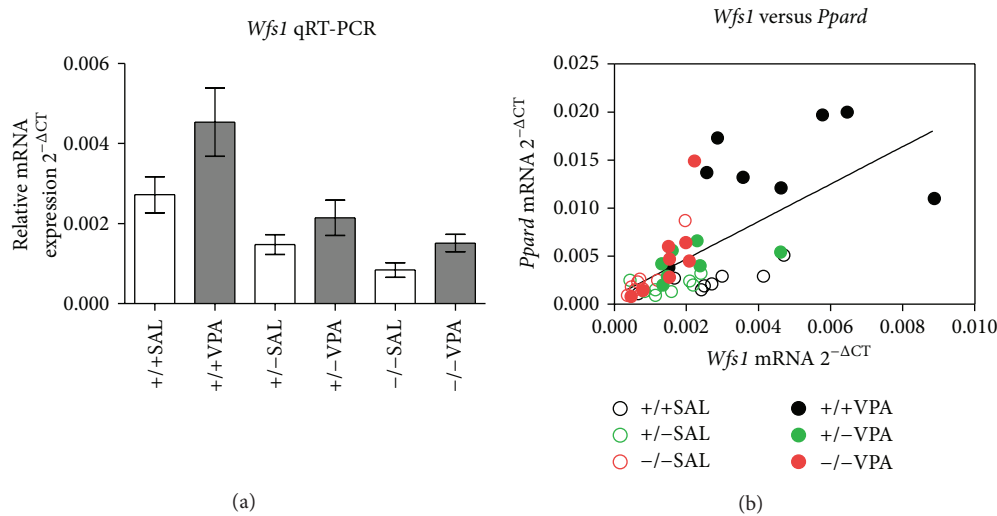 Wfs1 qRT-PCR
Relative mRNA
expression 2^−ΔCT
0.006
0.004
0.002
0.000
+/+SAL
+/+VPA
+/−SAL
+/−VPA
−/−SAL
−/−VPA
(a)
Wfs1 versus Ppard
Ppard mRNA 2^−ΔCT
0.025
0.020
0.015
0.010
0.005
0.000
0.000 0.002 0.004 0.006 0.008 0.010
Wfs1 mRNA 2^−ΔCT
+/+SAL +/+VPA
+/−SAL +/−VPA
−/−SAL −/−VPA
(b)